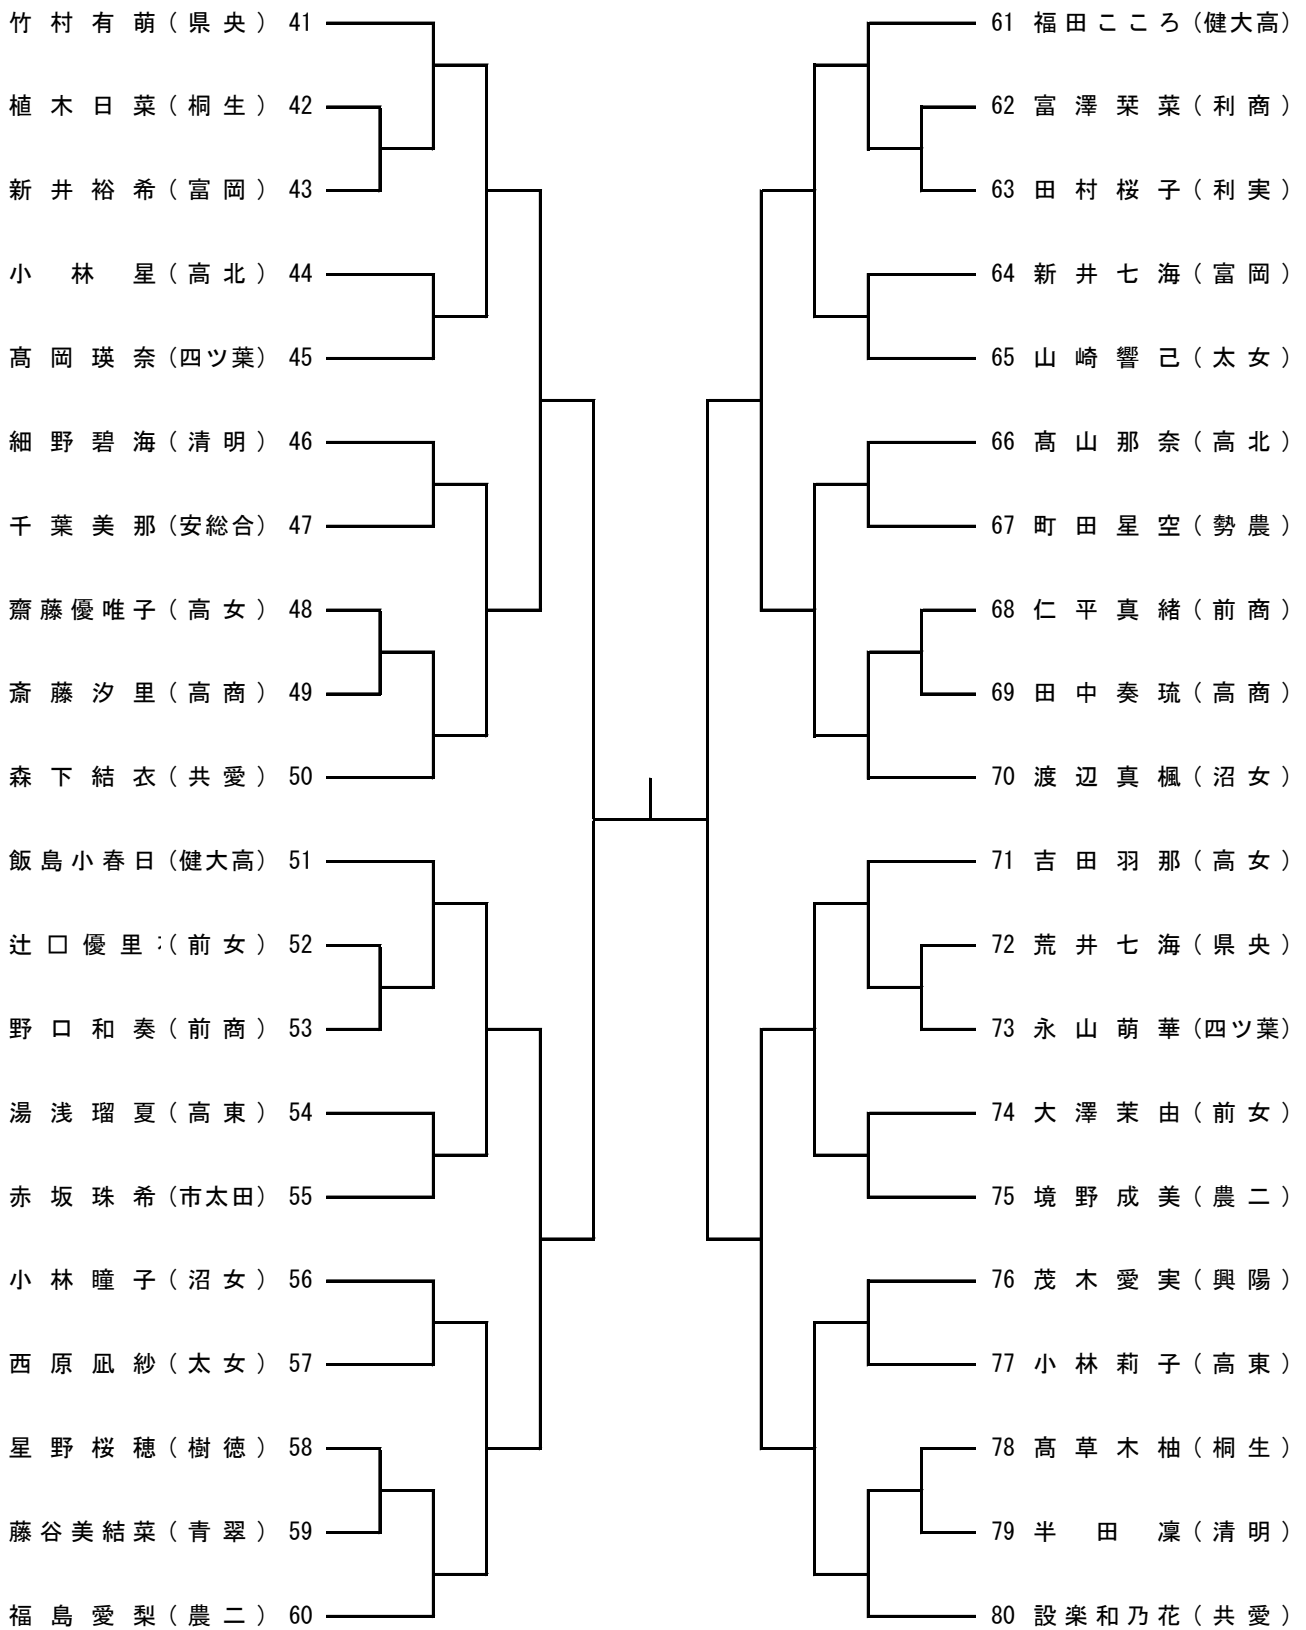 竹村有萌(県央) 41
植木日菜(桐生) 42
新井裕希(富岡) 43
小林星(高北) 44
髙岡瑛奈(四ツ葉) 45
細野碧海(清明) 46
千葉美那(安総合) 47
齋藤優唯子(高女) 48
斎藤汐里(高商) 49
森下結衣(共愛) 50
飯島小春日(健大高) 51
辻口優里(前女) 52
野口和奏(前商) 53
湯浅瑠夏(高東) 54
赤坂珠希(市太田) 55
小林瞳子(沼女) 56
西原凪紗(太女) 57
星野桜穂(樹徳) 58
藤谷美結菜(青翠) 59
福島愛梨(農二) 60
61 福田こころ(健大高)
62 富澤栞菜(利商)
63 田村桜子(利実)
64 新井七海(富岡)
65 山崎響己(太女)
66 髙山那奈(高北)
67 町田星空(勢農)
68 仁平真緒(前商)
69 田中奏琉(高商)
70 渡辺真楓(沼女)
71 吉田羽那(高女)
72 荒井七海(県央)
73 永山萌華(四ツ葉)
74 大澤茉由(前女)
75 境野成美(農二)
76 茂木愛実(興陽)
77 小林莉子(高東)
78 髙草木柚(桐生)
79 半田凜(清明)
80 設楽和乃花(共愛)